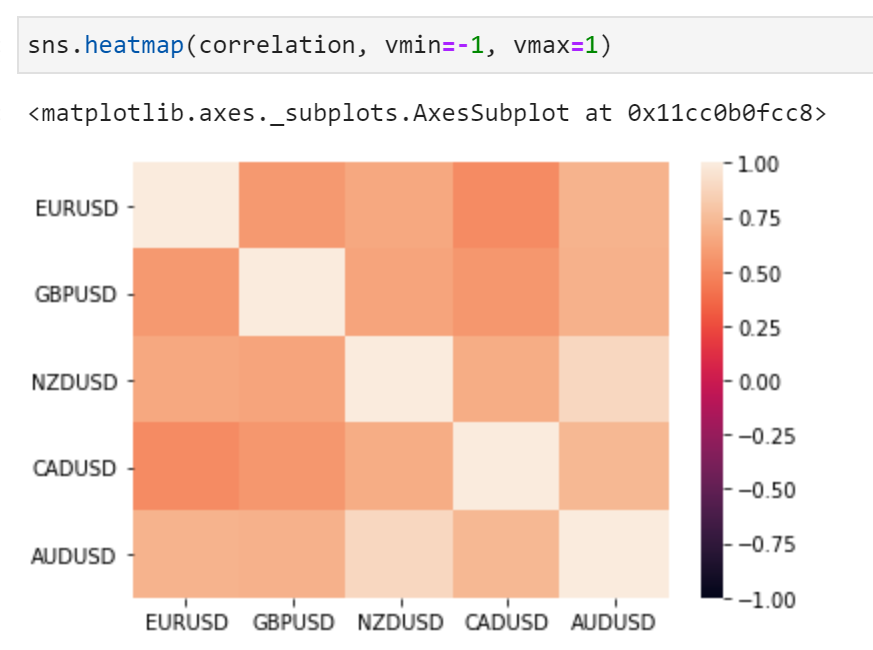 sns.heatmap(correlation, vmin=-1, vmax=1)
<matplotlib.axes._subplots.AxesSubplot at 0x11cc0b0fcc8>
EURUSD
GBPUSD
NZDUSD
CADUSD
AUDUSD
EURUSD GBPUSD NZDUSD CADUSD AUDUSD
1.00
0.75
0.50
0.25
0.00
−0.25
−0.50
−0.75
−1.00